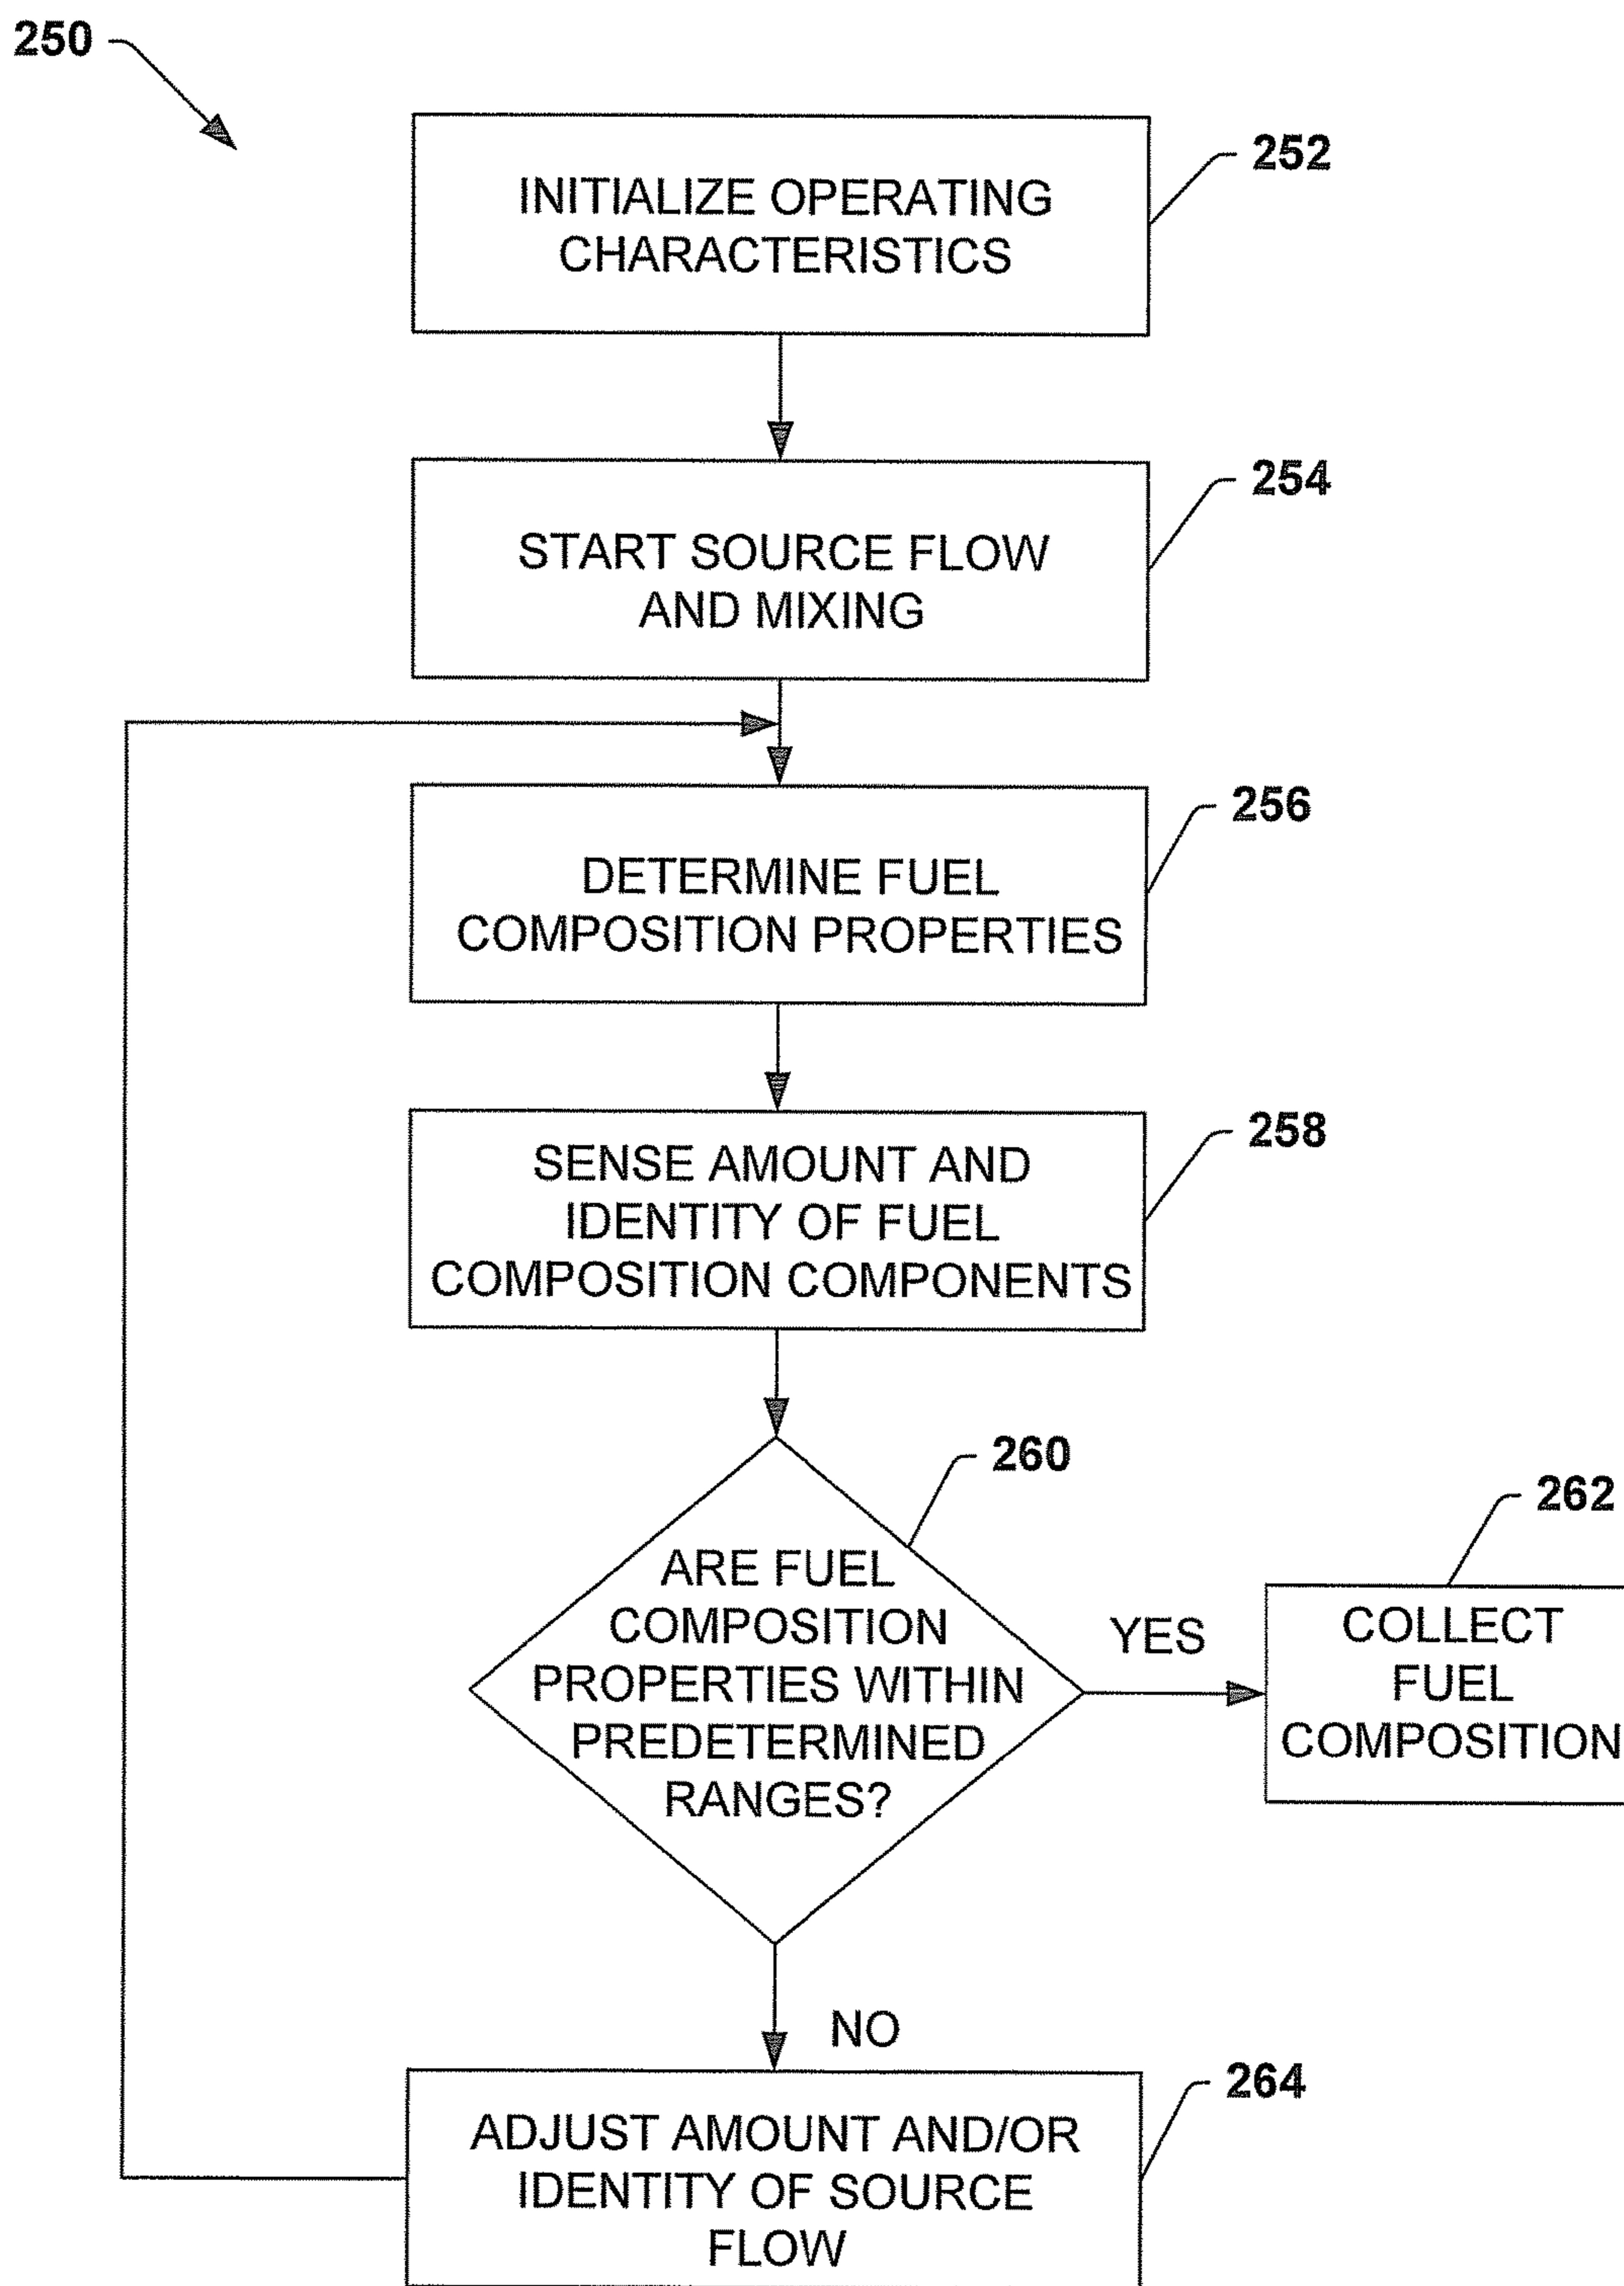 250
252
INITIALIZE OPERATING
CHARACTERISTICS
254
START SOURCE FLOW
AND MIXING
256
DETERMINE FUEL
COMPOSITION PROPERTIES
258
SENSE AMOUNT AND
IDENTITY OF FUEL
COMPOSITION COMPONENTS
260
ARE FUEL
COMPOSITION
PROPERTIES WITHIN
PREDETERMINED
RANGES?
YES
262
COLLECT
FUEL
COMPOSITION
NO
264
ADJUST AMOUNT AND/OR
IDENTITY OF SOURCE
FLOW